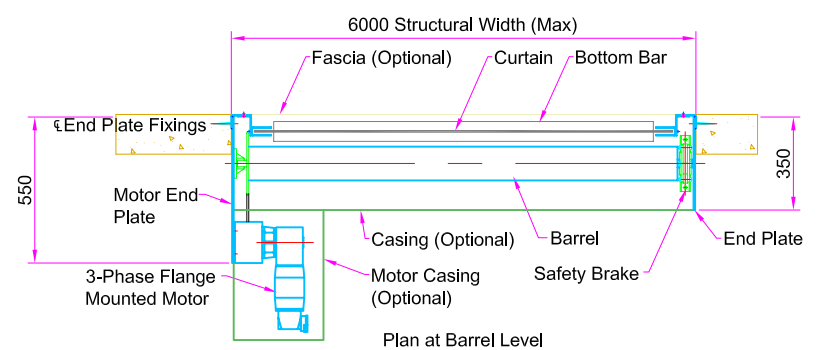 6000 Structural Width (Max)
Fascia (Optional)
Curtain
Bottom Bar
℄End Plate Fixings
550
350
Motor End
Plate
Casing (Optional)
Barrel
End Plate
3-Phase Flange
Mounted Motor
Motor Casing
(Optional)
Safety Brake
Plan at Barrel Level